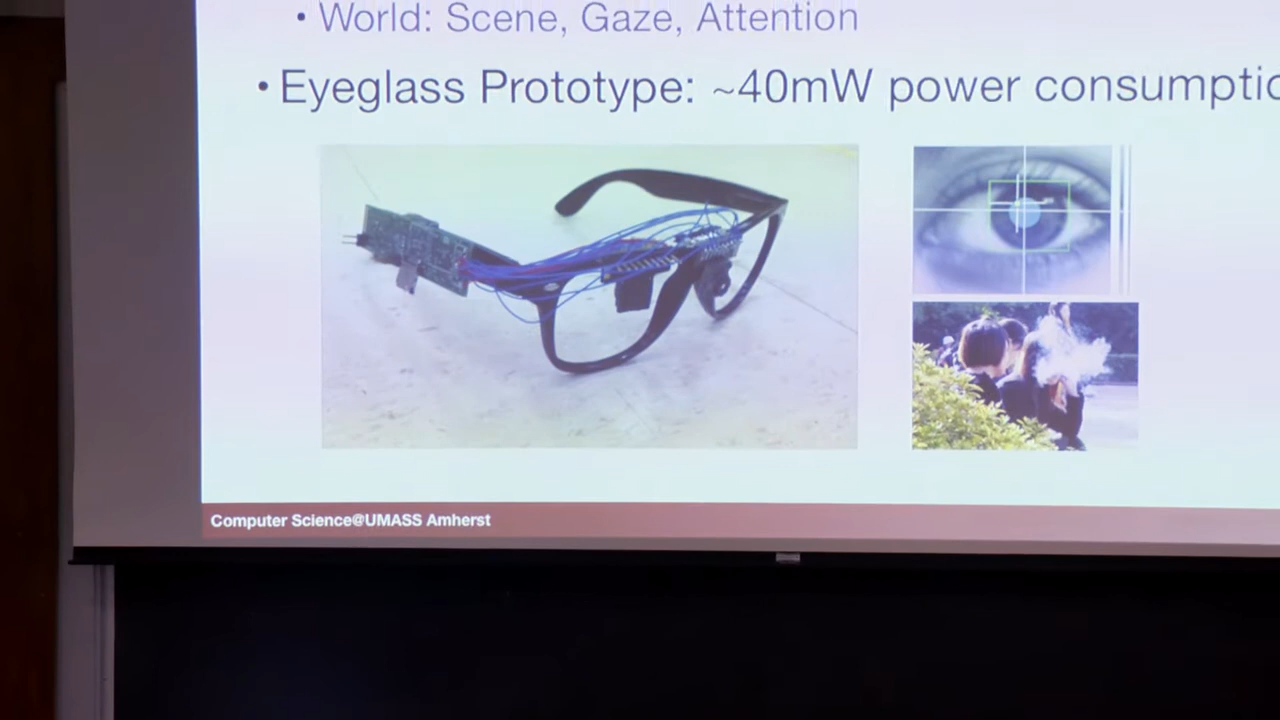 • World: Scene, Gaze, Attention
• Eyeglass Prototype: ~40mW power consumptio
Computer Science@UMASS Amherst